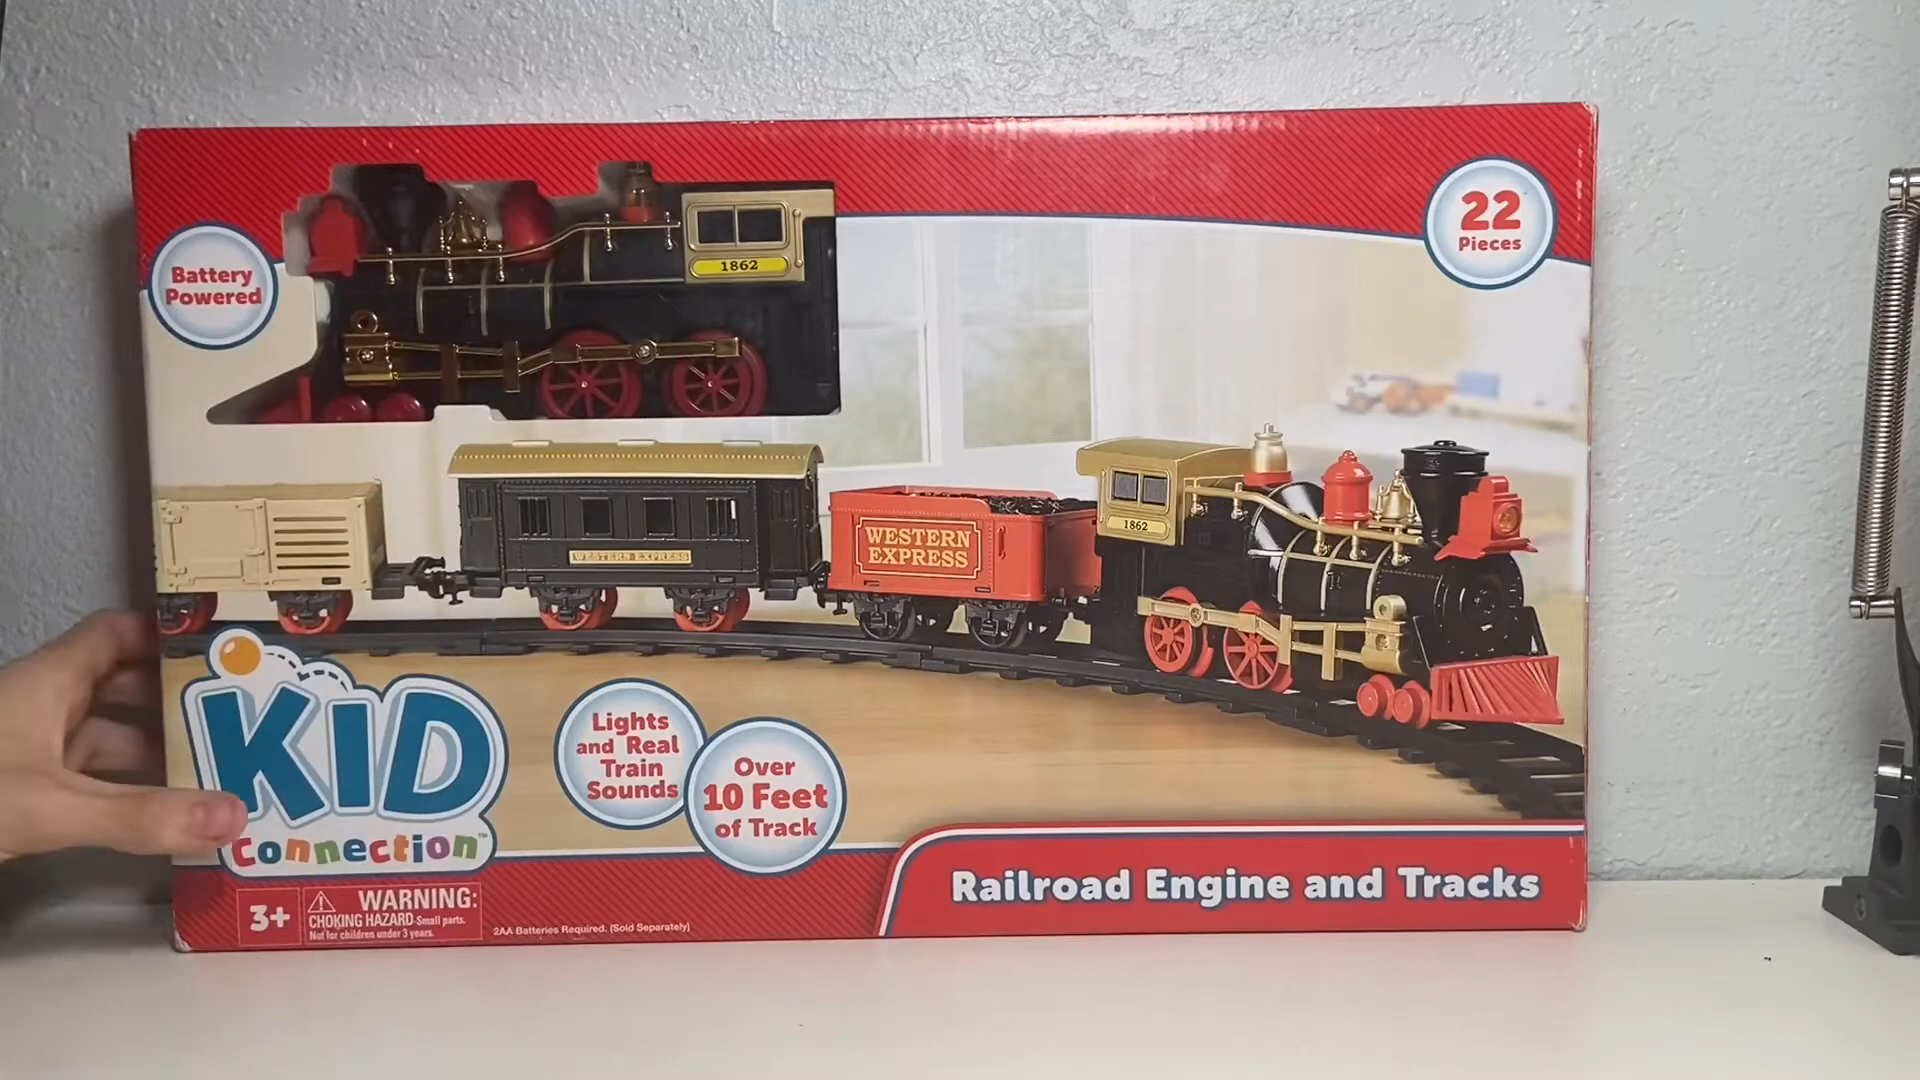 22
Pieces
Battery
Powered
1862
1862
WESTERN EXPRESS
WESTERN
EXPRESS
KID
connection™
Lights
and Real
Train
Sounds
Over
10 Feet
of Track
Railroad Engine and Tracks
3+
WARNING:
CHOKING HAZARD-Small parts.
Not for children under 3 years.
2AA Batteries Required. (Sold Separately)